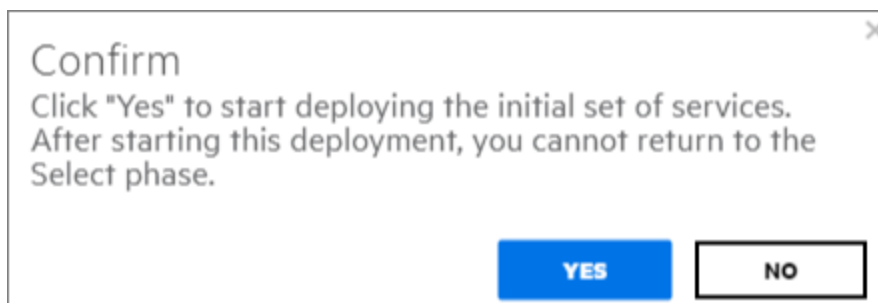 Confirm
Click "Yes" to start deploying the initial set of services.
After starting this deployment, you cannot return to the
Select phase.
YES
NO